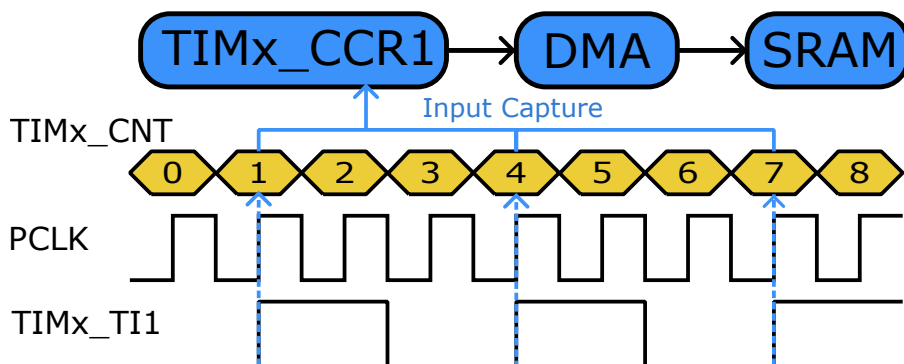 TIMx_CCR1 DMA SRAM
Input Capture
TIMx_CNT
0 1 2 3 4 5 6 7 8
PCLK
TIMx_TI1